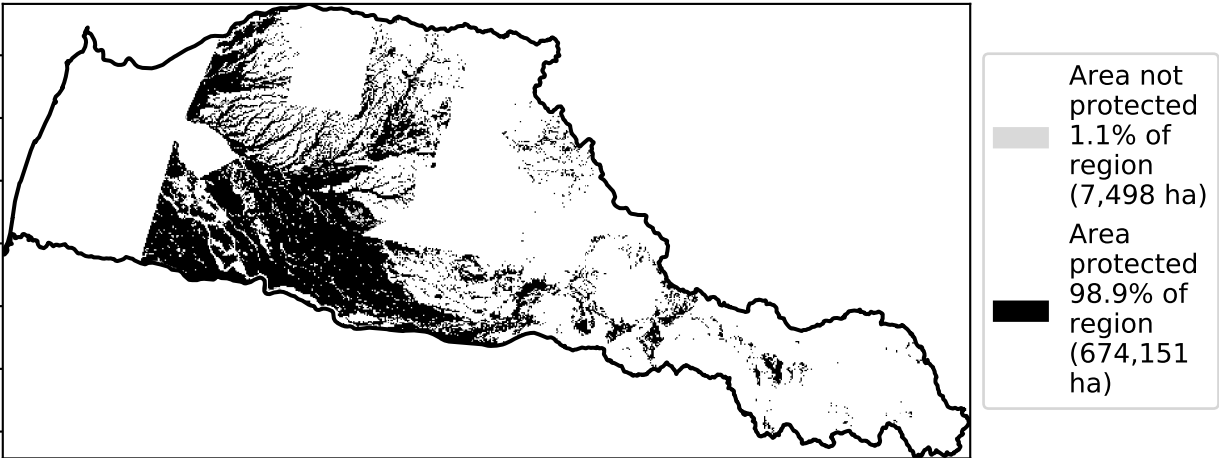 Area not
protected
1.1% of
region
(7,498 ha)
Area
protected
98.9% of
region
(674,151
ha)